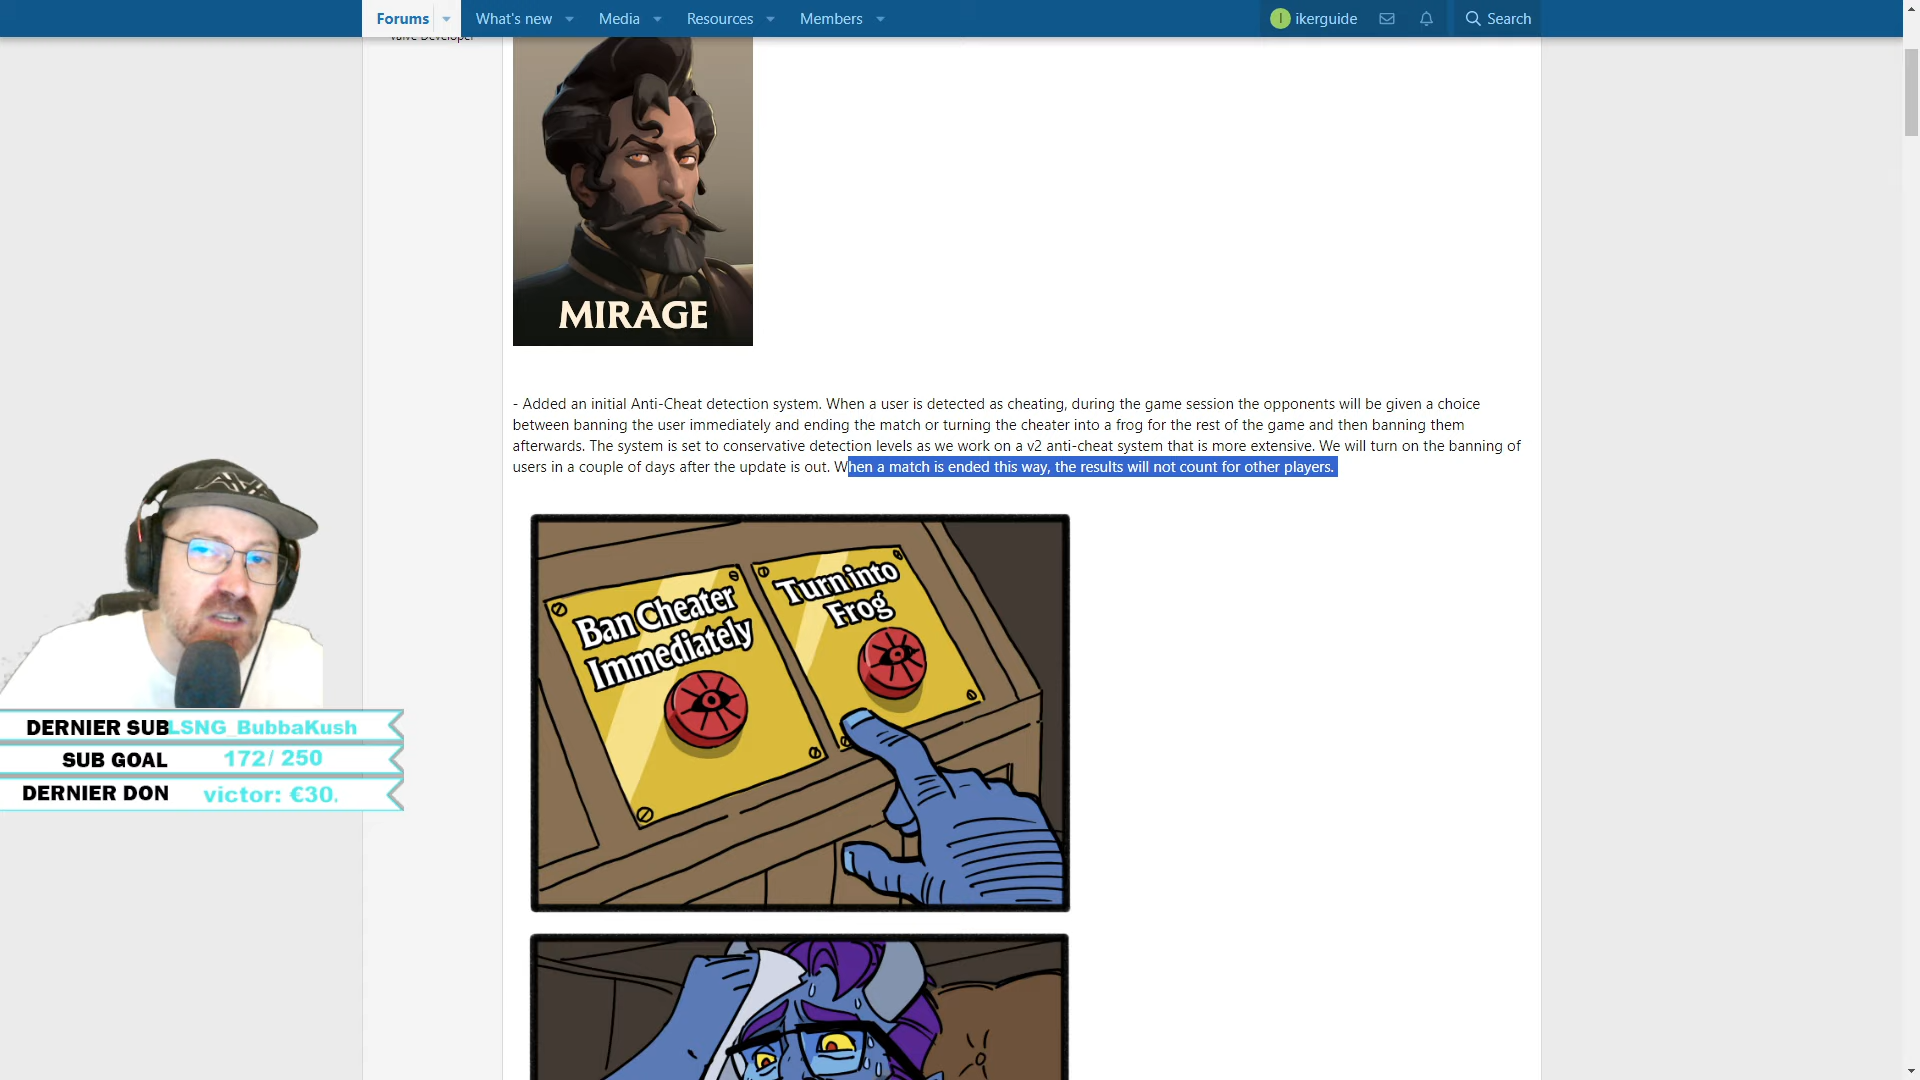 Forums
What's new
Media
Resources
Members
ikerguide
Search
Valve Developer
MIRAGE
- Added an initial Anti-Cheat detection system. When a user is detected as cheating, during the game session the opponents will be given a choice
between banning the user immediately and ending the match or turning the cheater into a frog for the rest of the game and then banning them
afterwards. The system is set to conservative detection levels as we work on a v2 anti-cheat system that is more extensive. We will turn on the banning of
users in a couple of days after the update is out. When a match is ended this way, the results will not count for other players.
Ban Cheater
Immediately
Turn into
Frog
DERNIER SUB LSNG_BubbaKush
SUB GOAL 172/ 250
DERNIER DON victor: €30.